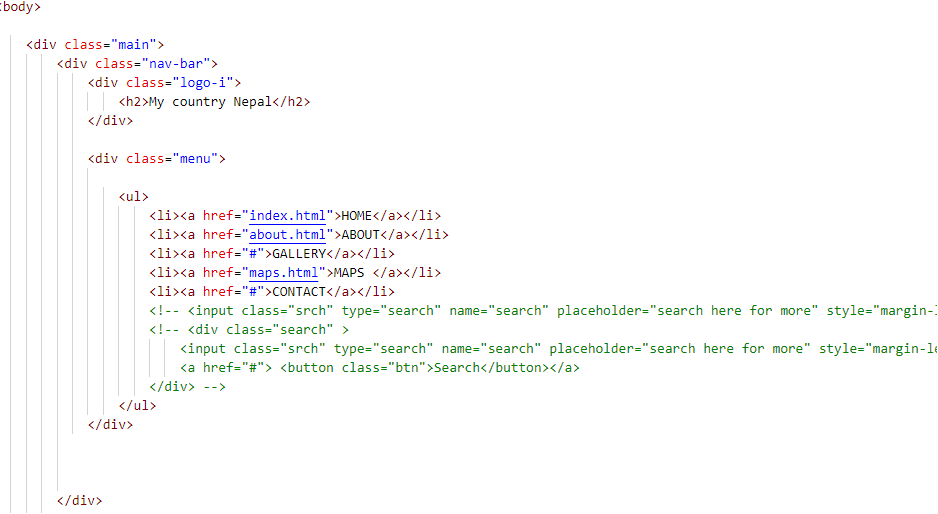 <body>
<div class="main">
<div class="nav-bar">
<div class="logo-i">
<h2>My country Nepal</h2>
</div>
<div class="menu">
<ul>
<li><a href="index.html">HOME</a></li>
<li><a href="about.html">ABOUT</a></li>
<li><a href="#">GALLERY</a></li>
<li><a href="maps.html">MAPS </a></li>
<li><a href="#">CONTACT</a></li>
<!-- <input class="srch" type="search" name="search" placeholder="search here for more" style="margin-l
<!-- <div class="search" >
<input class="srch" type="search" name="search" placeholder="search here for more" style="margin-le
<a href="#"> <button class="btn">Search</button></a>
</div> -->
</ul>
</div>
</div>